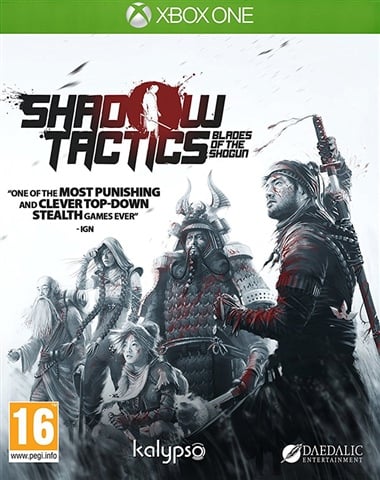 XBOX ONE
SHADOW
TACTICS
BLADES
OF THE
SHOGUN
“ONE OF THE MOST PUNISHING
AND CLEVER TOP-DOWN
STEALTH GAMES EVER”
- IGN
16
www.pegi.info
kalypso
DAEDALIC
ENTERTAINMENT